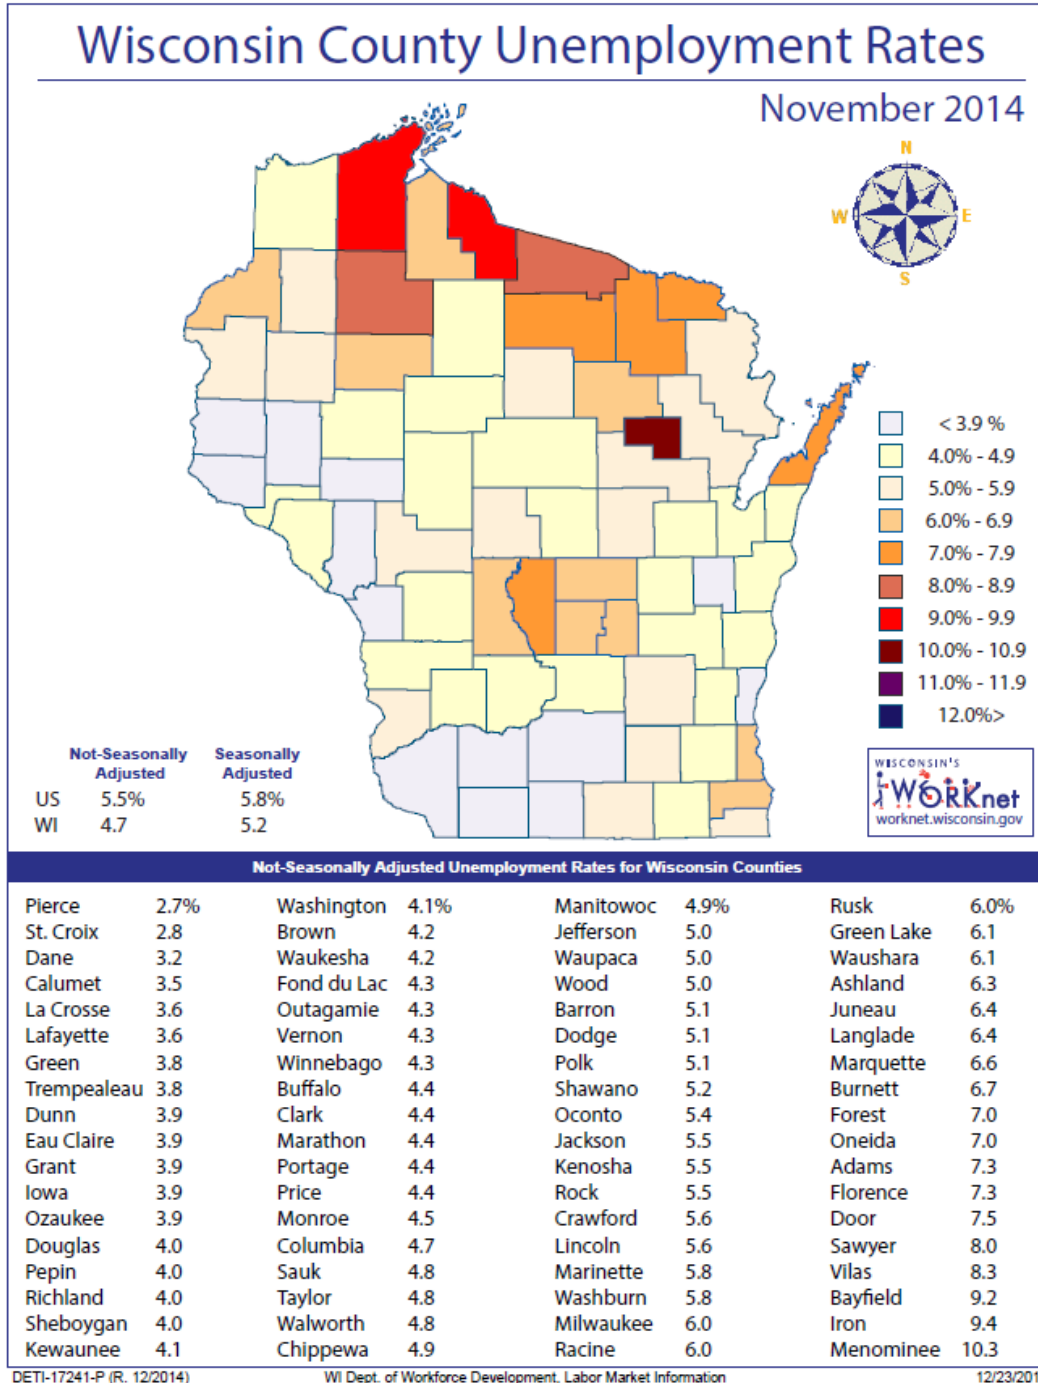 Wisconsin County Unemployment Rates
November 2014
N
W E
S
< 3.9 %
4.0% - 4.9
5.0% - 5.9
6.0% - 6.9
7.0% - 7.9
8.0% - 8.9
9.0% - 9.9
10.0% - 10.9
11.0% - 11.9
12.0%>
Not-Seasonally Adjusted Seasonally Adjusted
US 5.5% 5.8%
WI 4.7 5.2
WISCONSIN'S
WORKnet
worknet.wisconsin.gov
Not-Seasonally Adjusted Unemployment Rates for Wisconsin Counties
Pierce 2.7% Washington 4.1% Manitowoc 4.9% Rusk 6.0%
St. Croix 2.8 Brown 4.2 Jefferson 5.0 Green Lake 6.1
Dane 3.2 Waukesha 4.2 Waupaca 5.0 Waushara 6.1
Calumet 3.5 Fond du Lac 4.3 Wood 5.0 Ashland 6.3
La Crosse 3.6 Outagamie 4.3 Barron 5.1 Juneau 6.4
Lafayette 3.6 Vernon 4.3 Dodge 5.1 Langlade 6.4
Green 3.8 Winnebago 4.3 Polk 5.1 Marquette 6.6
Trempealeau 3.8 Buffalo 4.4 Shawano 5.2 Burnett 6.7
Dunn 3.9 Clark 4.4 Oconto 5.4 Forest 7.0
Eau Claire 3.9 Marathon 4.4 Jackson 5.5 Oneida 7.0
Grant 3.9 Portage 4.4 Kenosha 5.5 Adams 7.3
Iowa 3.9 Price 4.4 Rock 5.5 Florence 7.3
Ozaukee 3.9 Monroe 4.5 Crawford 5.6 Door 7.5
Douglas 4.0 Columbia 4.7 Lincoln 5.6 Sawyer 8.0
Pepin 4.0 Sauk 4.8 Marinette 5.8 Vilas 8.3
Richland 4.0 Taylor 4.8 Washburn 5.8 Bayfield 9.2
Sheboygan 4.0 Walworth 4.8 Milwaukee 6.0 Iron 9.4
Kewaunee 4.1 Chippewa 4.9 Racine 6.0 Menominee 10.3
DETI-17241-P (R. 12/2014) WI Dept. of Workforce Development, Labor Market Information 12/23/201